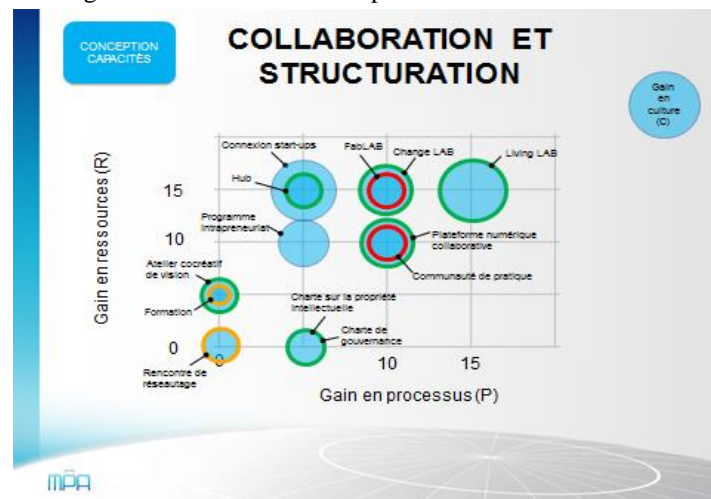 CONCEPTION
CAPACITÉS
COLLABORATION ET
STRUCTURATION
Gain
en
culture
(C)
Connexion start-ups
FabLAB
Change LAB
Living LAB
Hub
15
Programme
Intrapreneuriat
10
Plateforme numérique
collaborative
Communauté de pratique
Atelier cocréatif
de vision
Formation
Charte sur la propriété
Intellectuelle
Charte de
gouvernance
Gain en ressources (R)
0
0
10
15
Rencontre de
réseautage
Gain en processus (P)
MPA